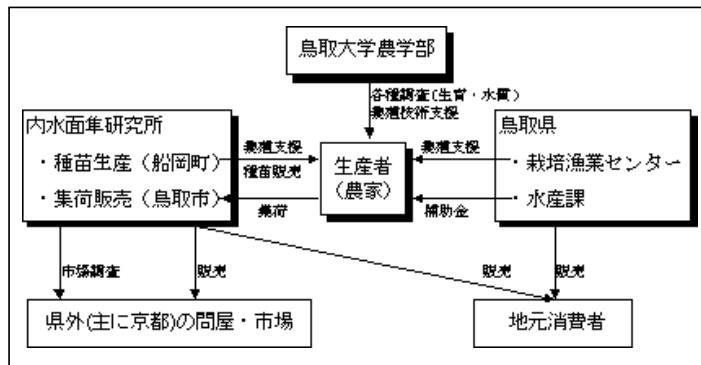 鳥取大学農学部
各種調査(生育・水質)
養殖技術支援
内水面隼研究所
・種苗生産（船岡町）
・集荷販売（鳥取市）
養殖支援
種苗販売
集荷
生産者
（農家）
養殖支援
補助金
鳥取県
・栽培漁業センター
・水産課
市場調査
販売
販売
販売
県外(主に京都)の問屋・市場
地元消費者